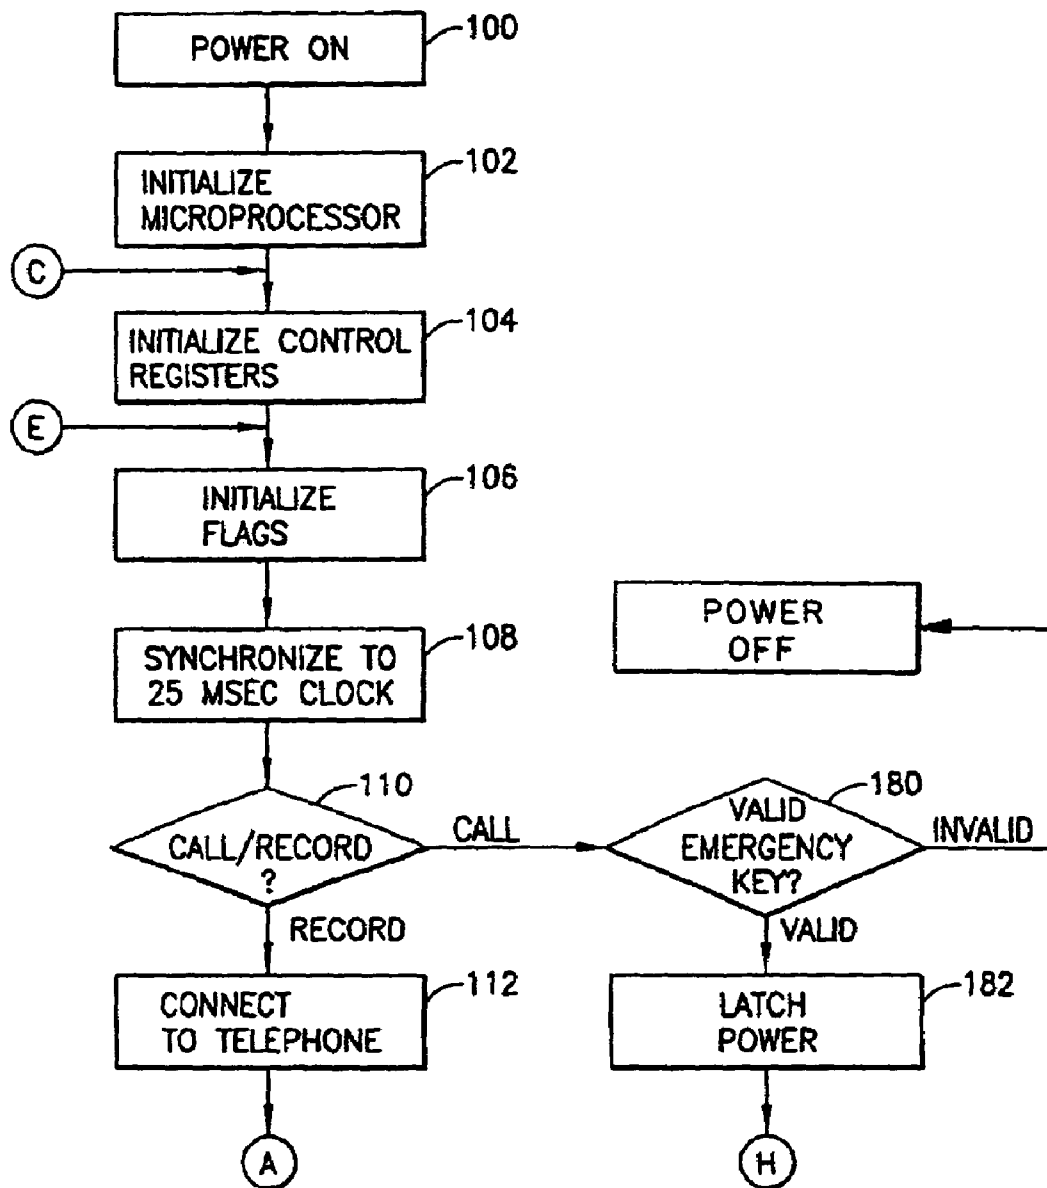 POWER ON
100
INITIALIZE
MICROPROCESSOR
102
C
INITIALIZE CONTROL
REGISTERS
104
E
INITIALIZE
FLAGS
106
SYNCHRONIZE TO
25 MSEC CLOCK
108
POWER
OFF
CALL/RECORD
?
110
CALL
VALID
EMERGENCY
KEY?
180
INVALID
RECORD
VALID
CONNECT
TO TELEPHONE
112
LATCH
POWER
182
A
H